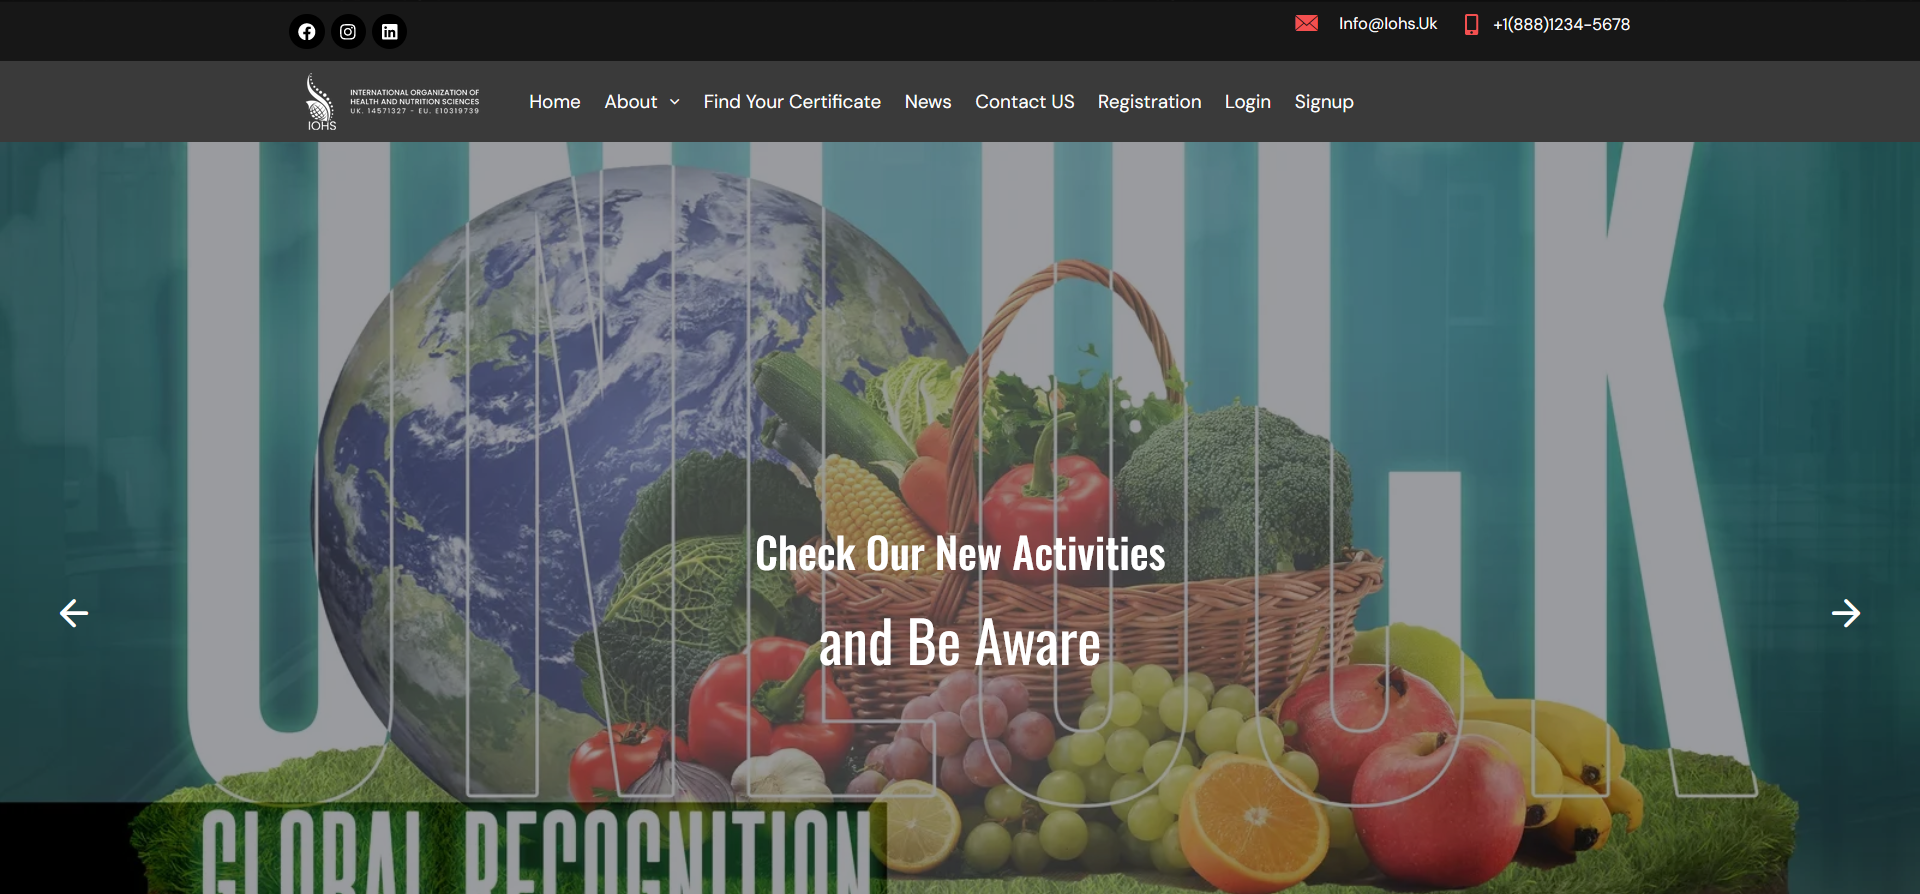 Info@Iohs.Uk
+1(888)1234-5678
INTERNATIONAL ORGANIZATION OF
HEALTH AND NUTRITION SCIENCES
UK. 14571327 - EU. E10319739
IOHS
Home
About
Find Your Certificate
News
Contact US
Registration
Login
Signup
UNLOCK
Check Our New Activities
and Be Aware
GLOBAL RECOGNITION